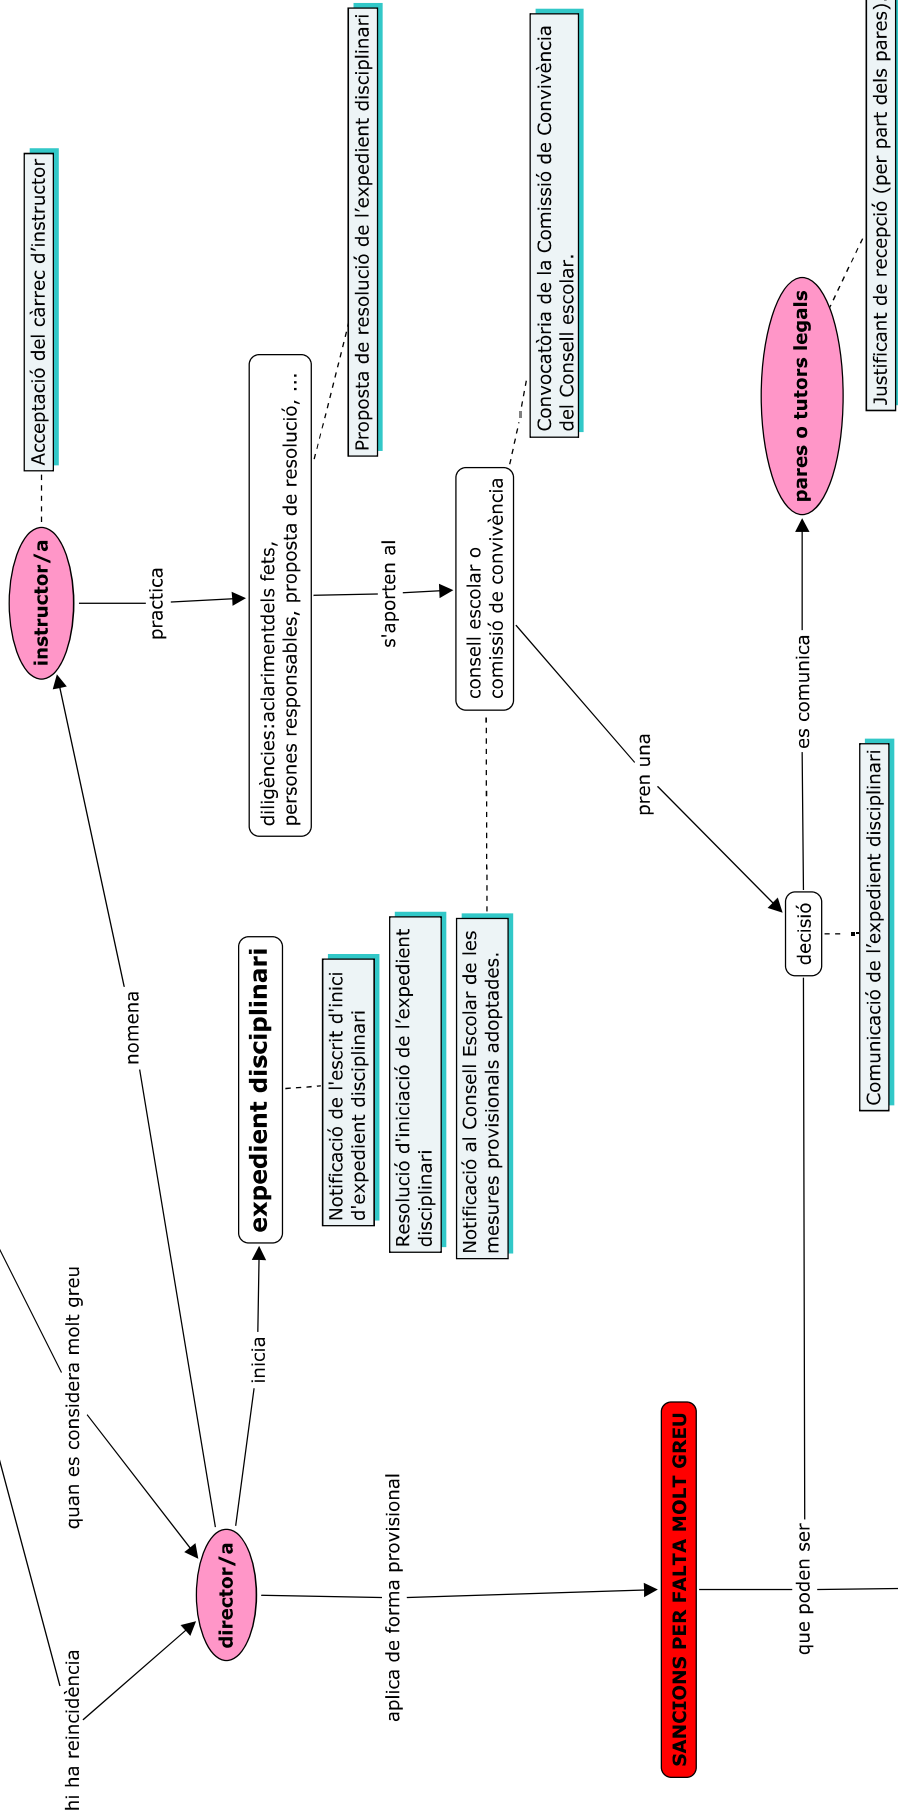 hi ha reincidència
quan es considera molt greu
director/a
nomena
instructor/a
Acceptació del càrrec d’instructor
inicia
expedient disciplinari
practica
diligències:aclarimentdels fets,
persones responsables, proposta de resolució, ...
Proposta de resolució de l’expedient disciplinari
Notificació de l'escrit d'inici
d'expedient disciplinari
Resolució d'iniciació de l’expedient
disciplinari
Notificació al Consell Escolar de les
mesures provisionals adoptades.
s'aporten al
consell escolar o
comissió de convivència
Convocatòria de la Comissió de Convivència
del Consell escolar.
aplica de forma provisional
pren una
SANCIONS PER FALTA MOLT GREU
que poden ser
decisió
es comunica
pares o tutors legals
Comunicació de l’expedient disciplinari
Justificant de recepció (per part dels pares).